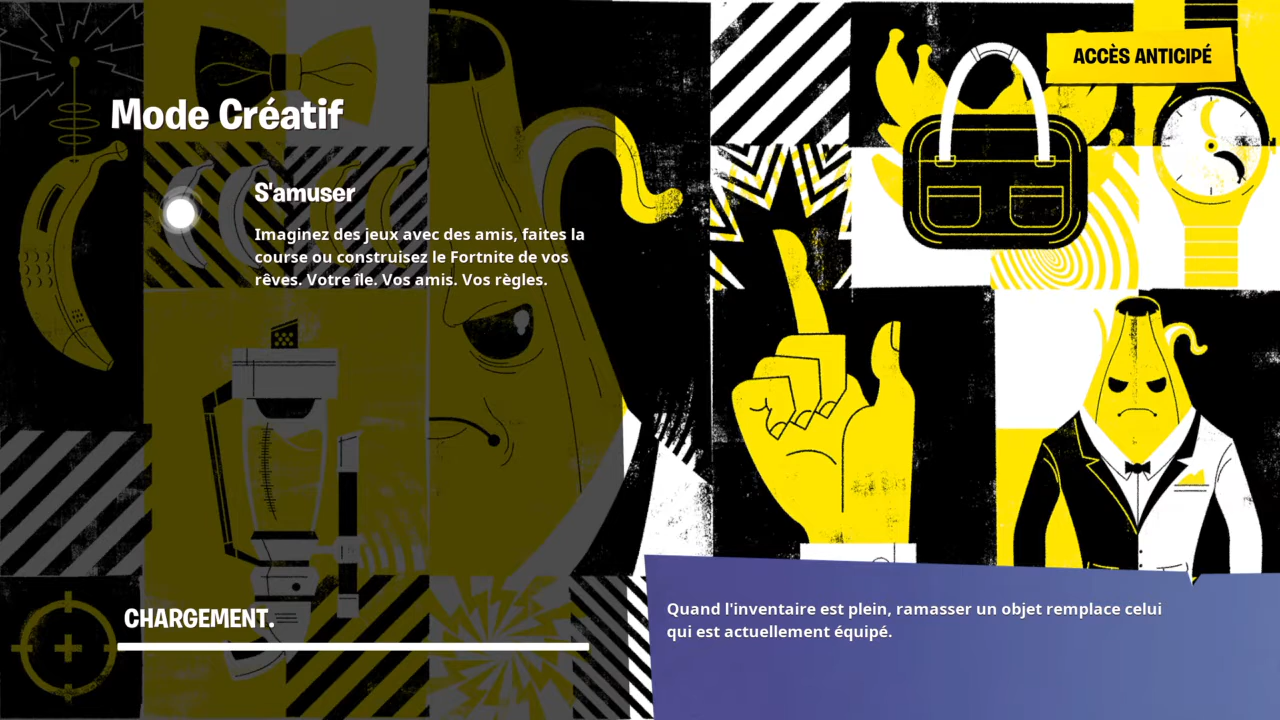 ACCÈS ANTICIPÉ
Mode Créatif
S'amuser
Imaginez des jeux avec des amis, faites la
course ou construisez le Fortnite de vos
rêves. Votre île. Vos amis. Vos règles.
CHARGEMENT.
Quand l'inventaire est plein, ramasser un objet remplace celui
qui est actuellement équipé.